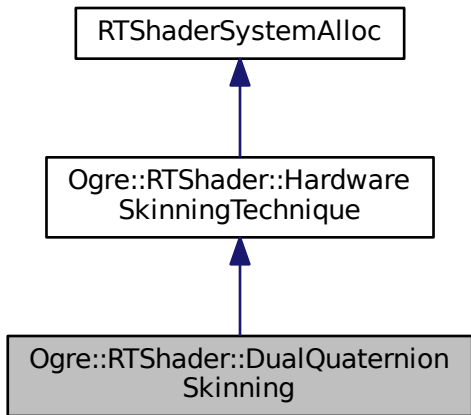 RTShaderSystemAlloc
Ogre::RTShader::Hardware
SkinningTechnique
Ogre::RTShader::DualQuaternion
Skinning